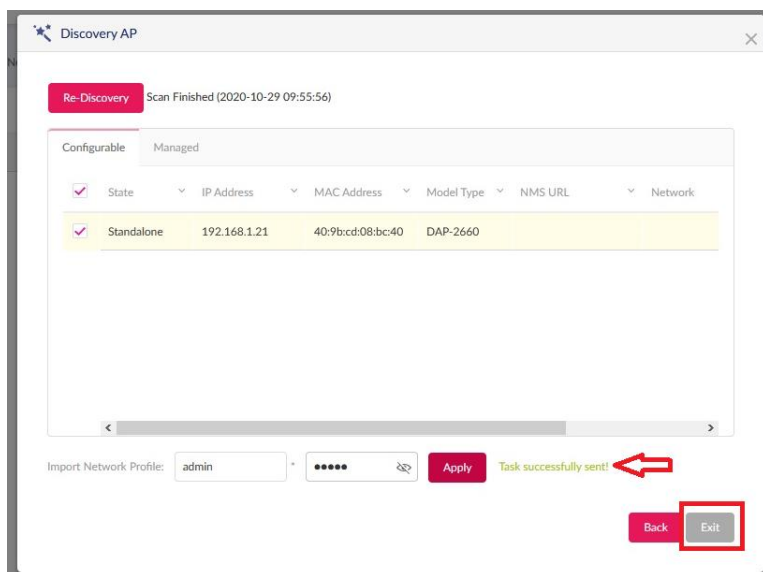 Discovery AP
Re-Discovery Scan Finished (2020-10-29 09:55:56)
Configurable Managed
State IP Address MAC Address Model Type NMS URL Network
Standalone 192.168.1.21 40:9b:cd:08:bc:40 DAP-2660
Import Network Profile: admin * ••••• Apply Task successfully sent!
Back Exit